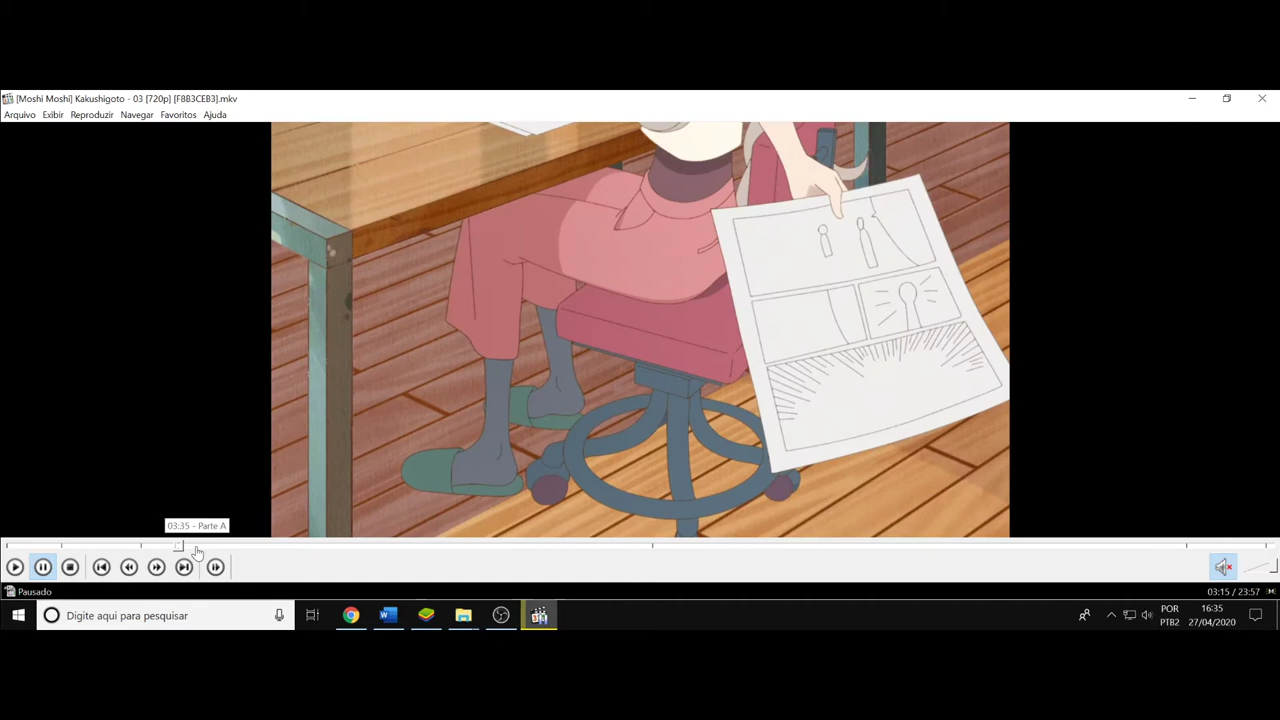 [Moshi Moshi] Kakushigoto - 03 [720p] [F8B3CEB3].mkv
Arquivo Exibir Reproduzir Navegar Favoritos Ajuda
03:35 - Parte A
Pausado
03:15 / 23:57
Digite aqui para pesquisar
POR
PTB2
16:35
27/04/2020